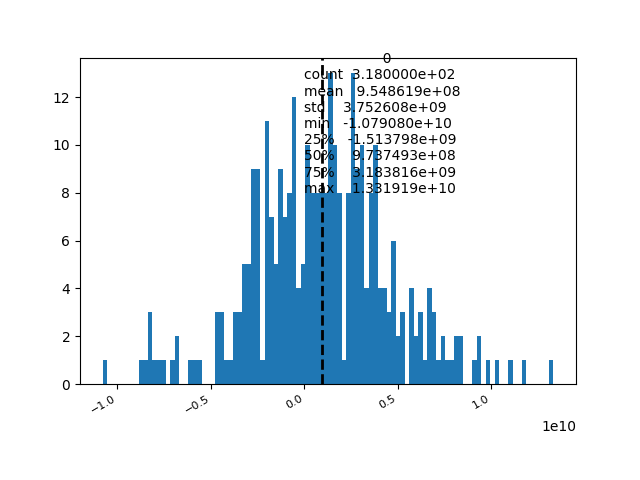 0
count 3.180000e+02
mean 9.548619e+08
std 3.752608e+09
min -1.079080e+10
25% -1.513798e+09
50% 9.737493e+08
75% 3.183816e+09
max 1.331919e+10
12
10
8
6
4
2
0
−1.0 −0.5 0.0 0.5 1.0
1e10